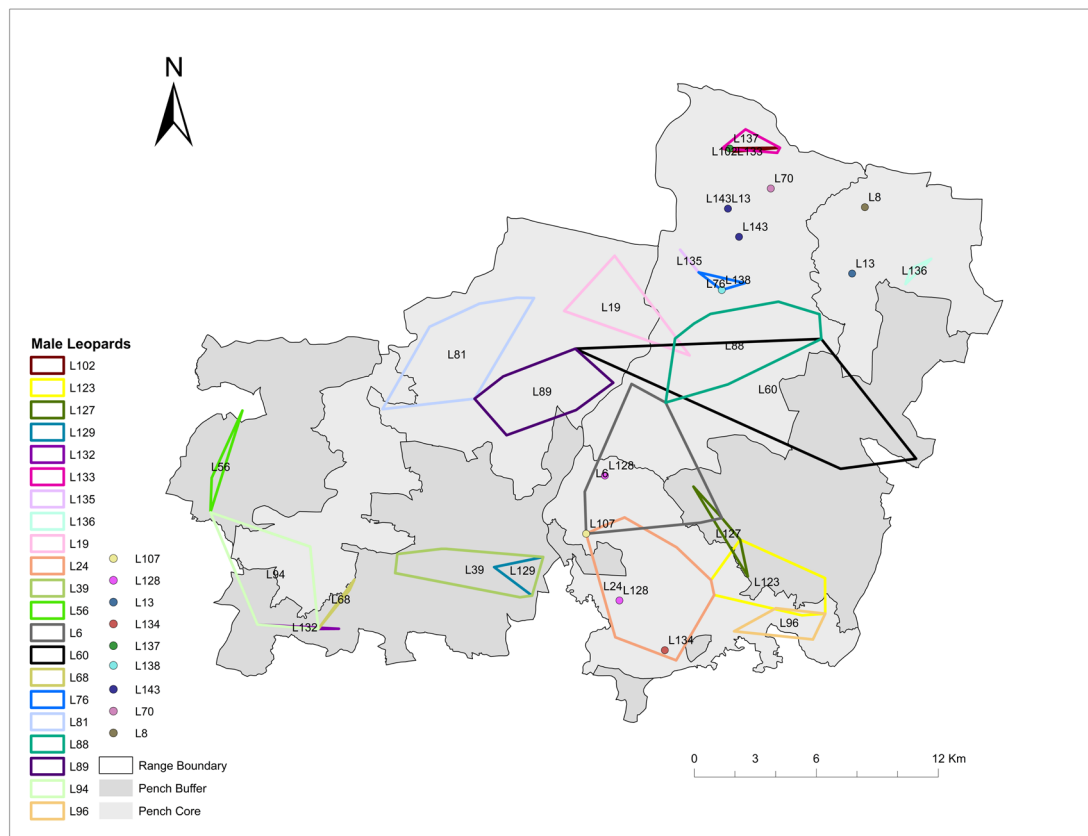 N
L137
L102L133
L70
L143L13
L8
L143
L135
L138
L76
L13
L136
L19
L81
L88
L89
L60
L56
L128
L6
L107
L127
L39
L129
L94
L68
L24
L128
L123
L132
L96
L134
Male Leopards
L102
L123
L127
L129
L132
L133
L135
L136
L19
L24
L39
L56
L6
L60
L68
L76
L81
L88
L89
L94
L96
L107
L128
L13
L134
L137
L138
L143
L70
L8
Range Boundary
Pench Buffer
Pench Core
0 3 6 12 Km